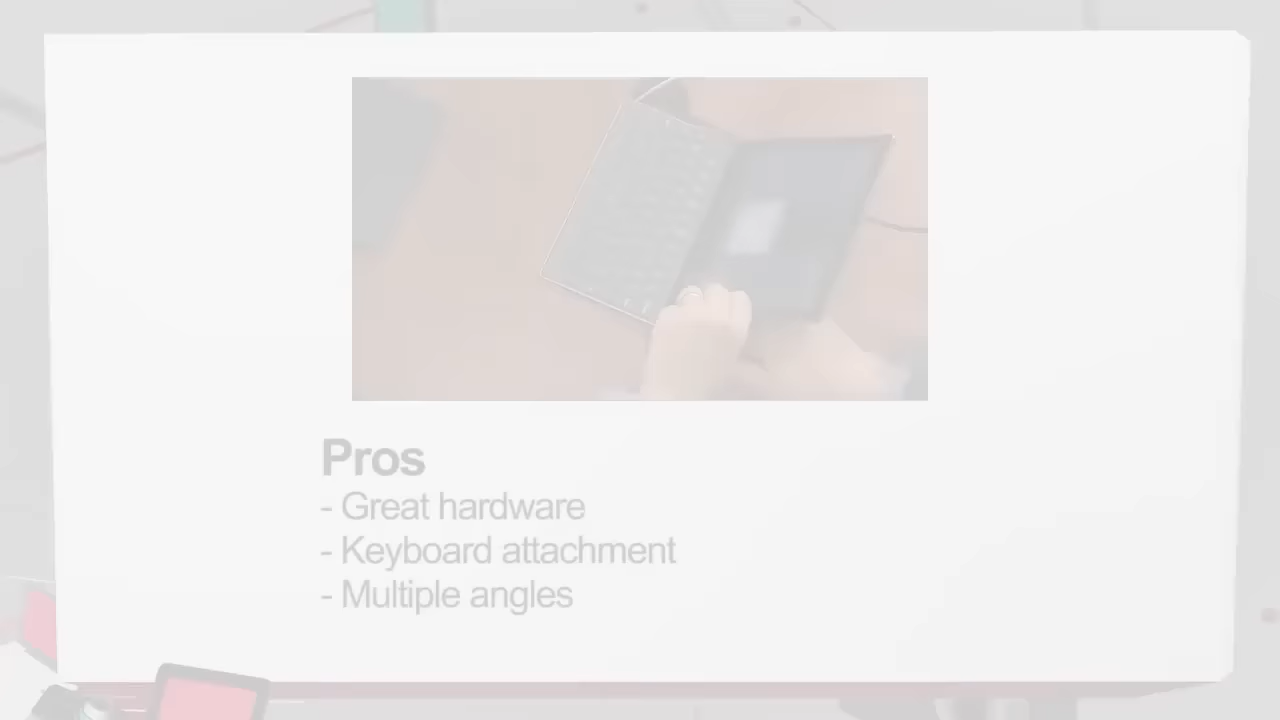 Pros
- Great hardware
- Keyboard attachment
- Multiple angles